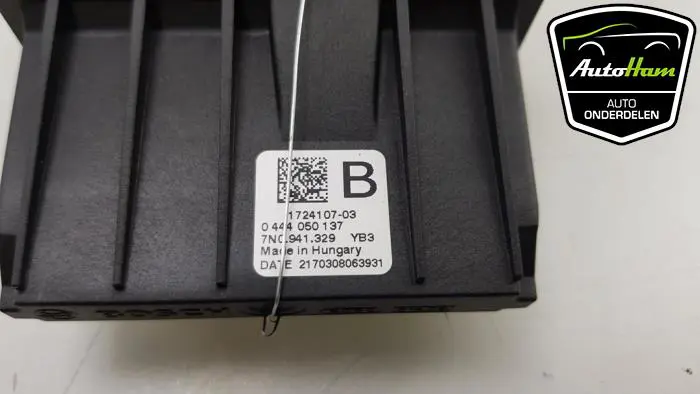 AutoHam
AUTO
ONDERDELEN
B
1724107-03
0 444 050 137
7N0.941.329 YB3
Made in Hungary
DATE 2170308063931